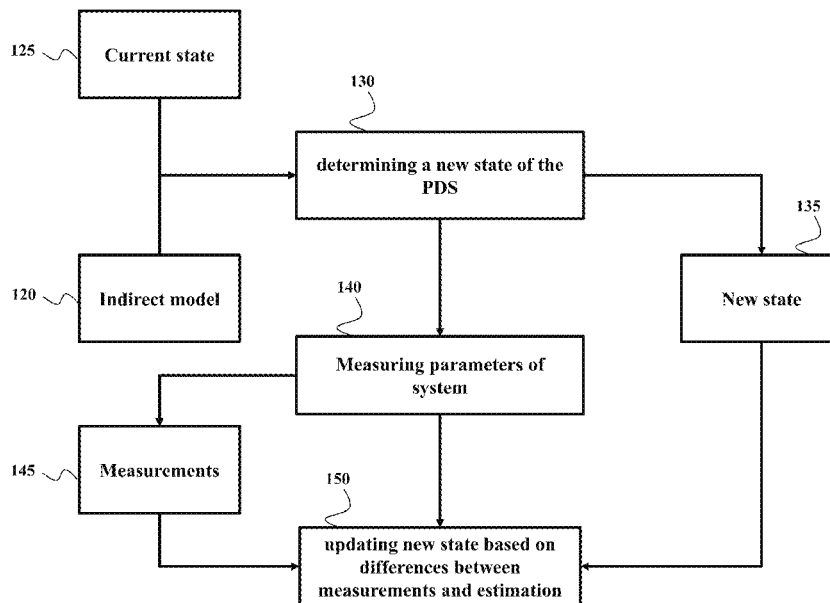 125
Current state
130
determining a new state of the
PDS
135
120
Indirect model
New state
140
Measuring parameters of
system
145
Measurements
150
updating new state based on
differences between
measurements and estimation